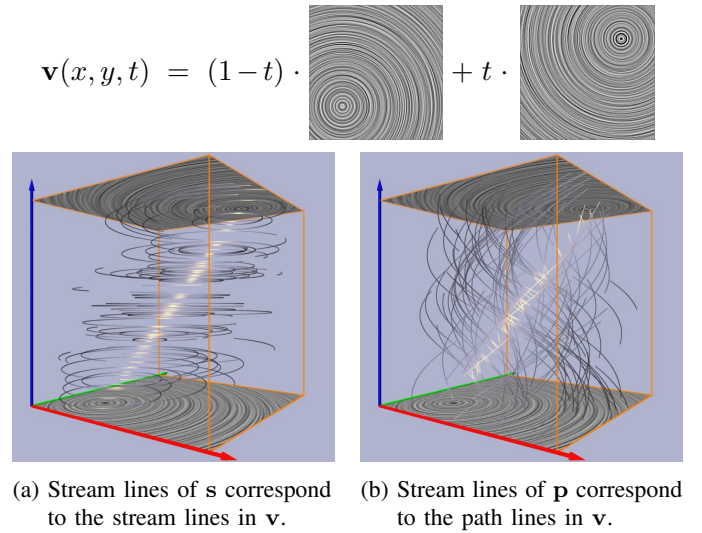 v(x, y, t) = (1−t) · + t ·
(a) Stream lines of s correspond
to the stream lines in v.
(b) Stream lines of p correspond
to the path lines in v.